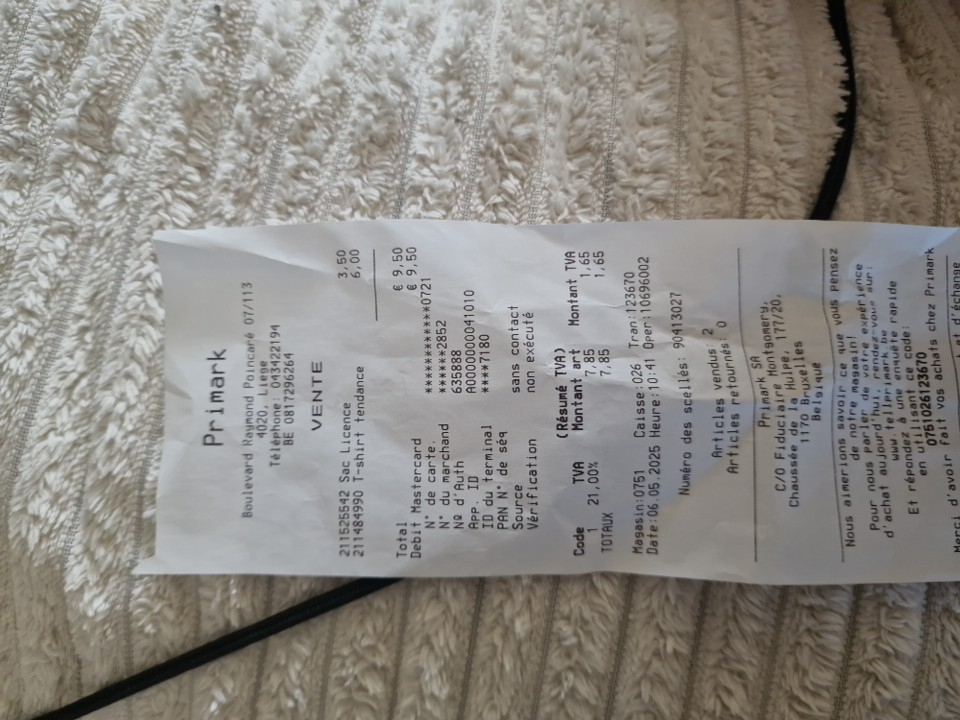 Primark
Boulevard Raymond Poincaré 07/113
4020, Liege
Téléphone: 043422194
BE 0817296264
VENTE
211525542 Sac Licence 3,50
211484990 T-shirt tendance 6,00
Total € 9,50
Debit Mastercard € 9,50
N° de carte. ************0721
N° du marchand ******2852
Nº d'Auth 635888
App. ID A0000000041010
ID du terminal ****7180
PAN N° de séq
Source sans contact
Vérification non exécuté
(Résumé TVA)
Code TVA Montant art Montant TVA
1 21,00% 7,85 1,65
TOTAUX 7,85 1,65
Magasin:0751 Caisse:026 Tran:123670
Date:06.05.2025 Heure:10:41 Oper:10696002
Numéro des scellés: 90413027
Articles vendus: 2
Articles retournés: 0
Primark SA
C/O Fiduciaire Montgomery,
Chaussée de la Hulpe, 177/20,
1170 Bruxelles
Belgique
Nous aimerions savoir ce que vous pensez
de notre magasin!
Pour nous parler de votre expérience
d'achat aujourd'hui, rendez-vous sur:
www.tellprimark.be
Et répondez à une enquête rapide
en utilisant ce code:
0751026123670
Merci d'avoir fait vos achats chez Primark